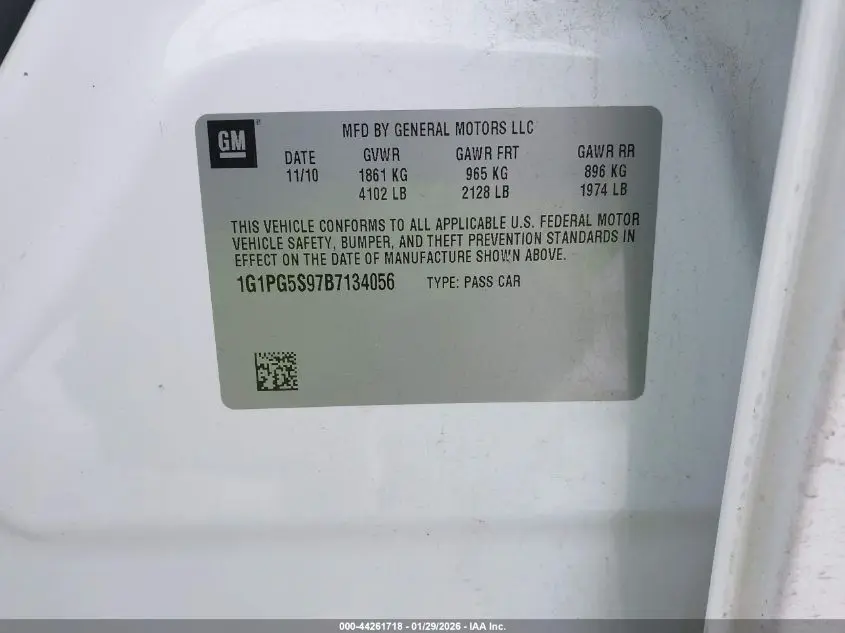 GM
MFD BY GENERAL MOTORS LLC
DATE GVWR GAWR FRT GAWR RR
11/10 1861 KG 965 KG 896 KG
4102 LB 2128 LB 1974 LB
THIS VEHICLE CONFORMS TO ALL APPLICABLE U.S. FEDERAL MOTOR
VEHICLE SAFETY, BUMPER, AND THEFT PREVENTION STANDARDS IN
EFFECT ON THE DATE OF MANUFACTURE SHOWN ABOVE.
1G1PG5S97B7134056 TYPE: PASS CAR
000-44261718 - 01/29/2026 - IAA Inc.